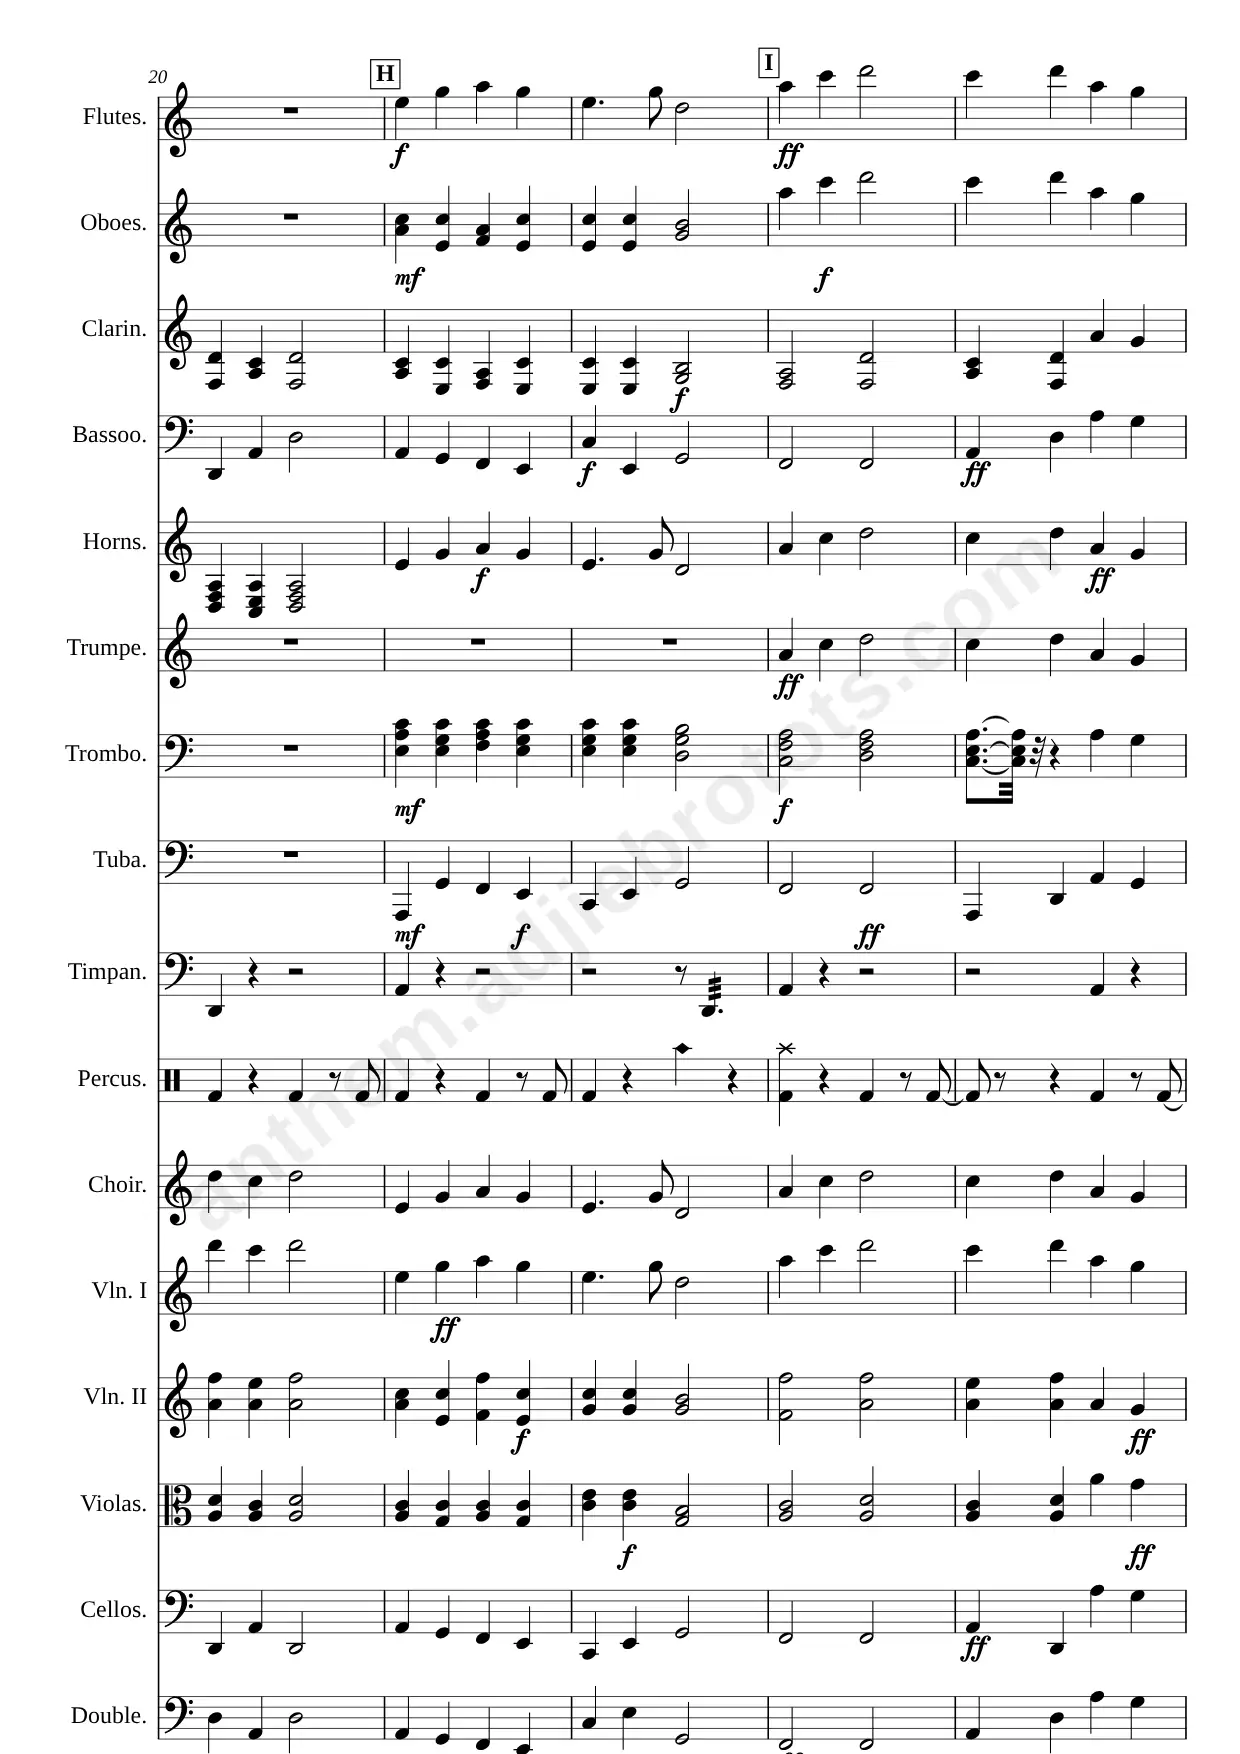 20
H
I
Flutes.
f
ff
Oboes.
mf
f
Clarin.
f
Bassoo.
f
ff
Horns.
f
ff
Trumpe.
ff
Trombo.
mf
f
Tuba.
mf
f
ff
Timpan.
Percus.
Choir.
Vln. I
ff
Vln. II
f
ff
Violas.
f
ff
Cellos.
ff
Double.
anthem.adjiebrotots.com